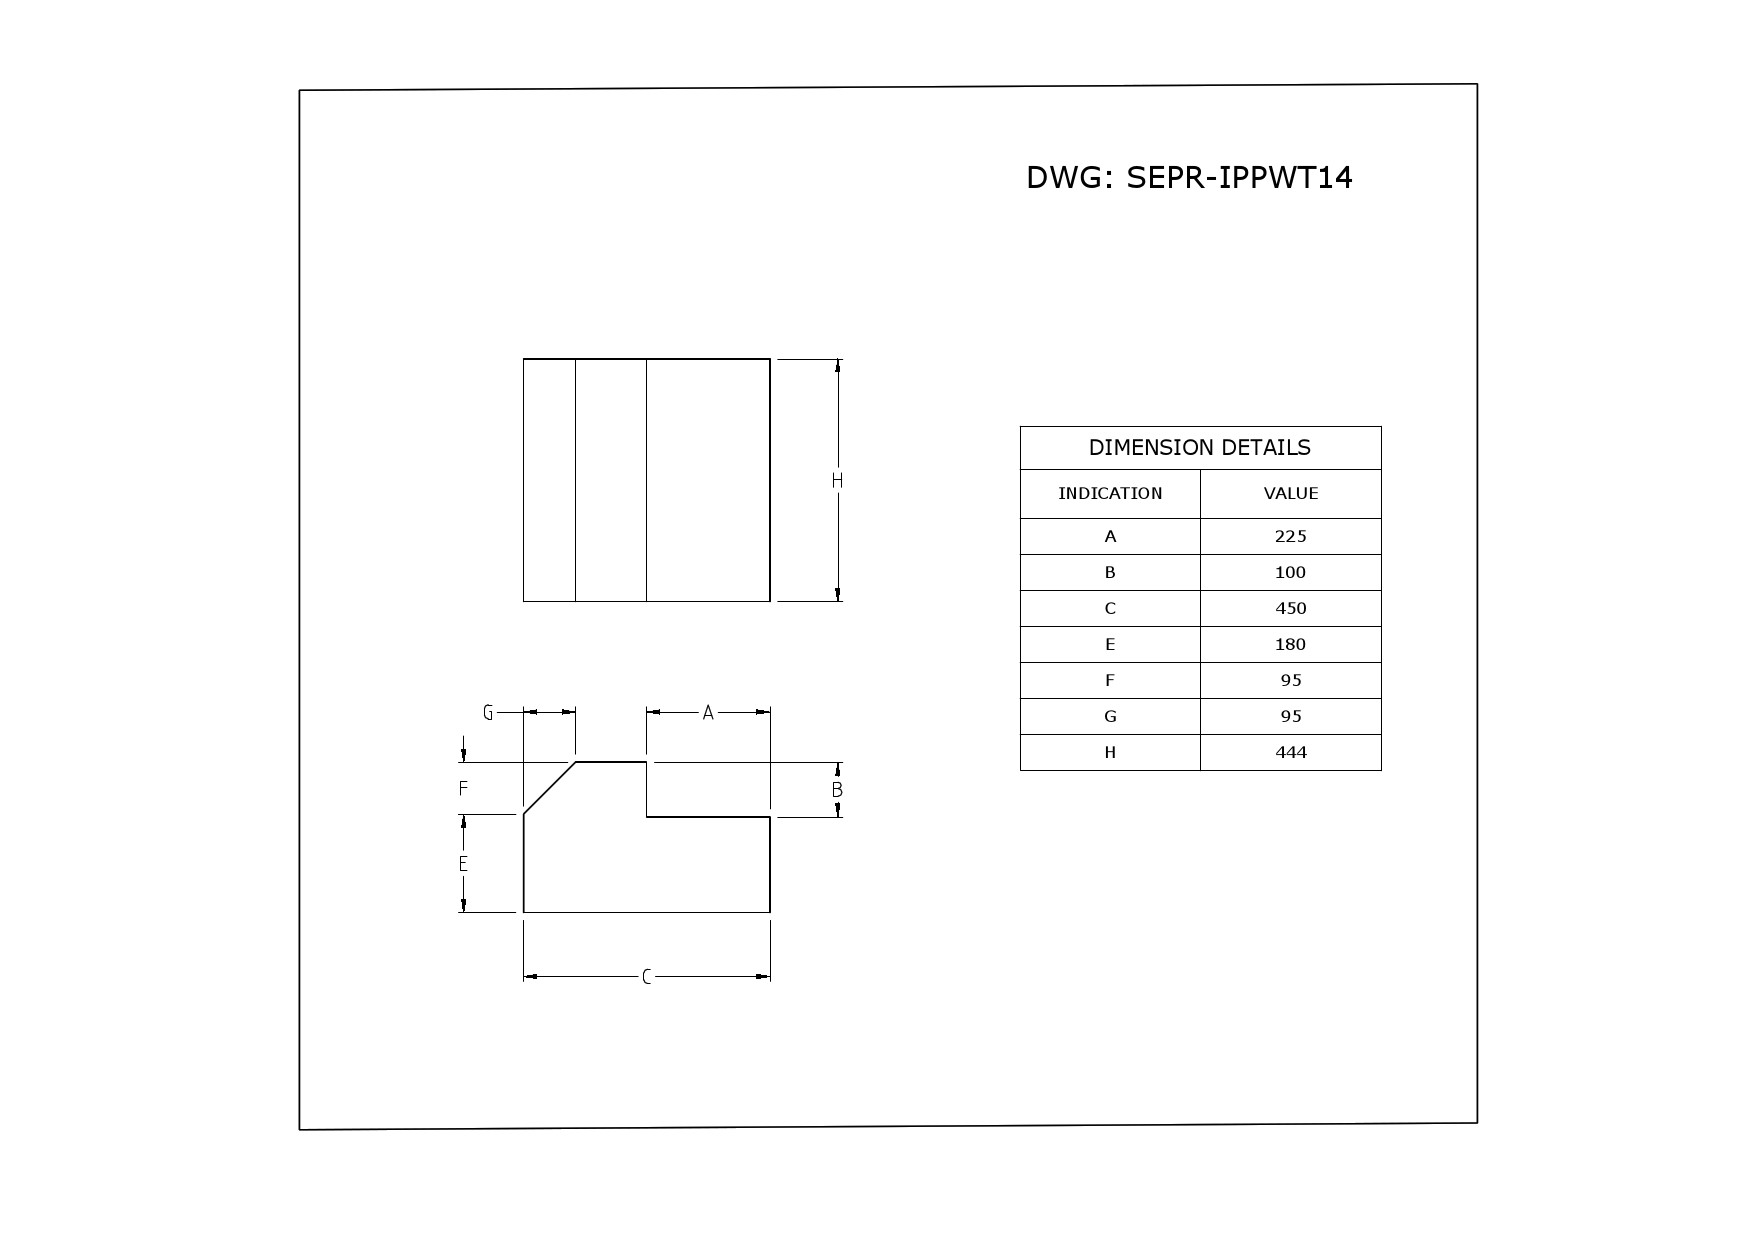 DWG: SEPR-IPPWT14
H
DIMENSION DETAILS
INDICATION VALUE
A 225
B 100
C 450
E 180
F 95
G 95
H 444
G A
F B
E
C